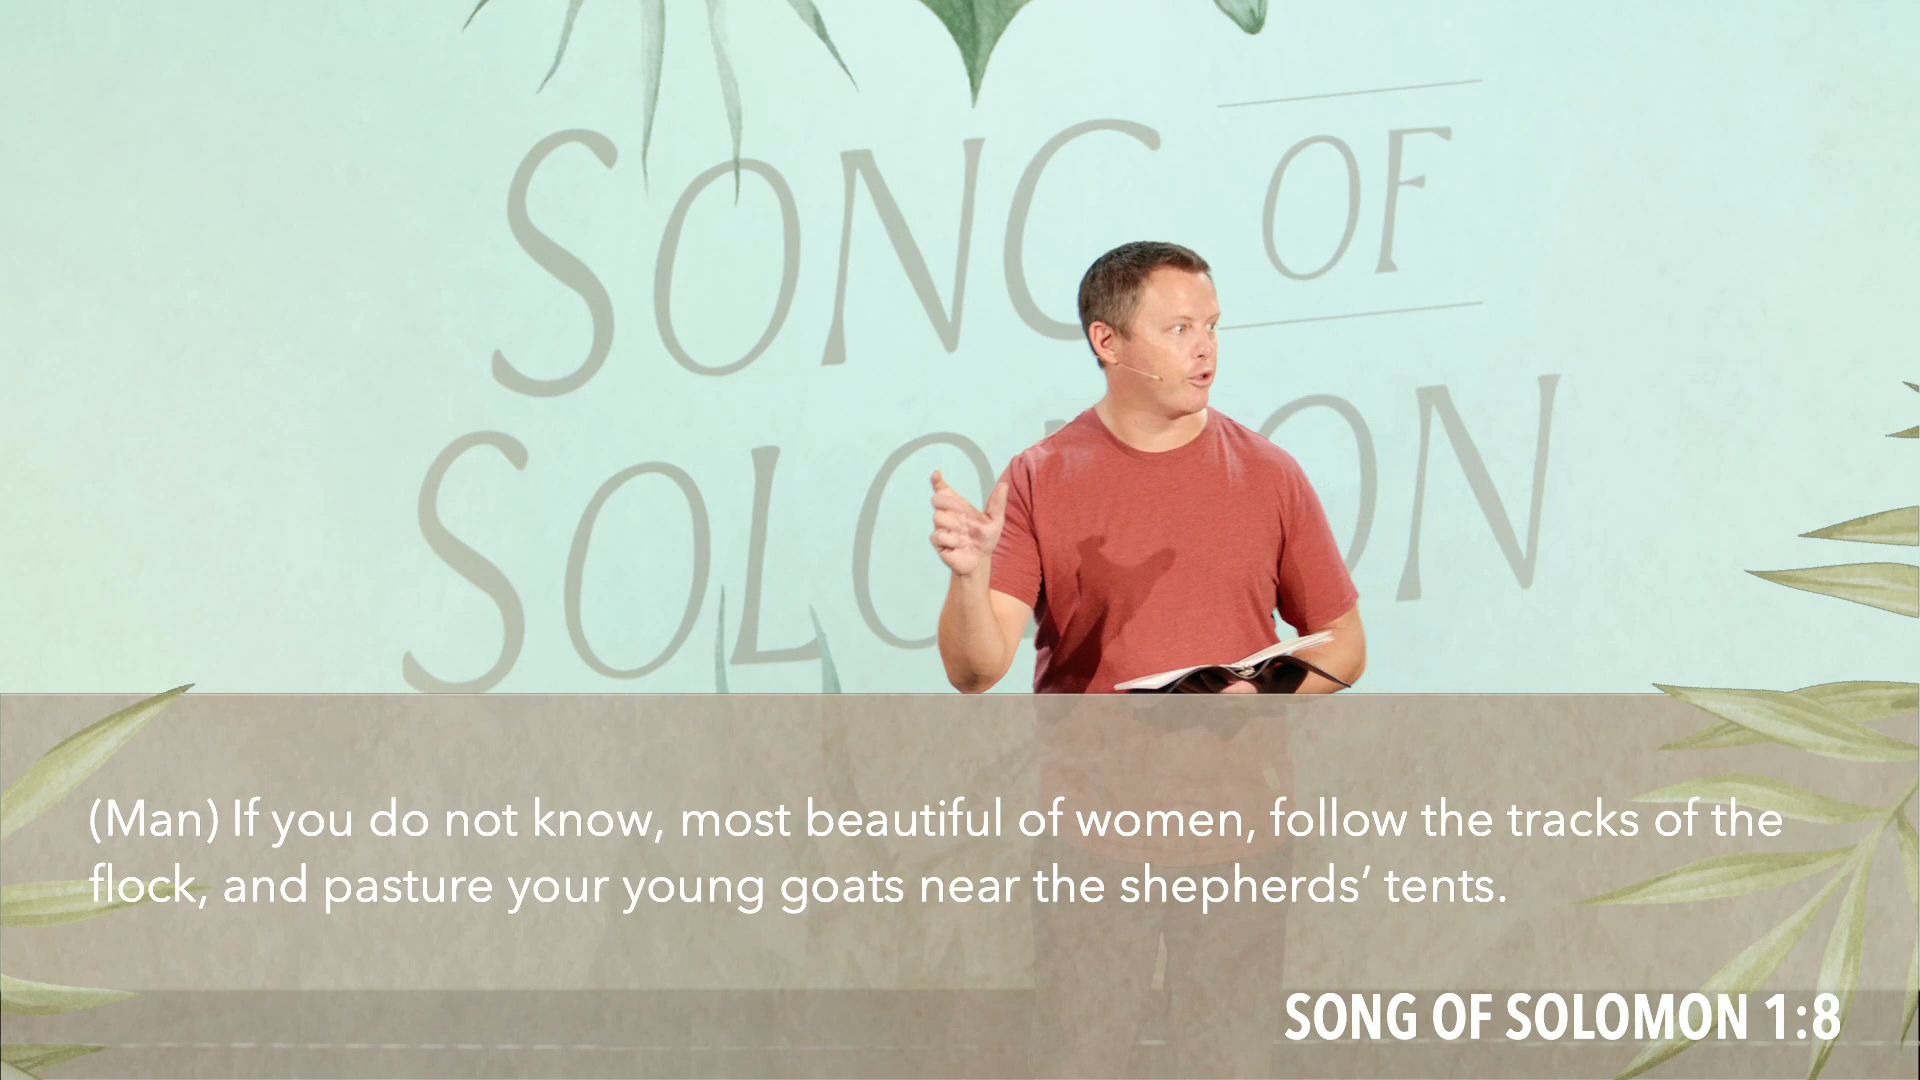 SONG OF
SOLOMON
(Man) If you do not know, most beautiful of women, follow the tracks of the
flock, and pasture your young goats near the shepherds’ tents.
SONG OF SOLOMON 1:8